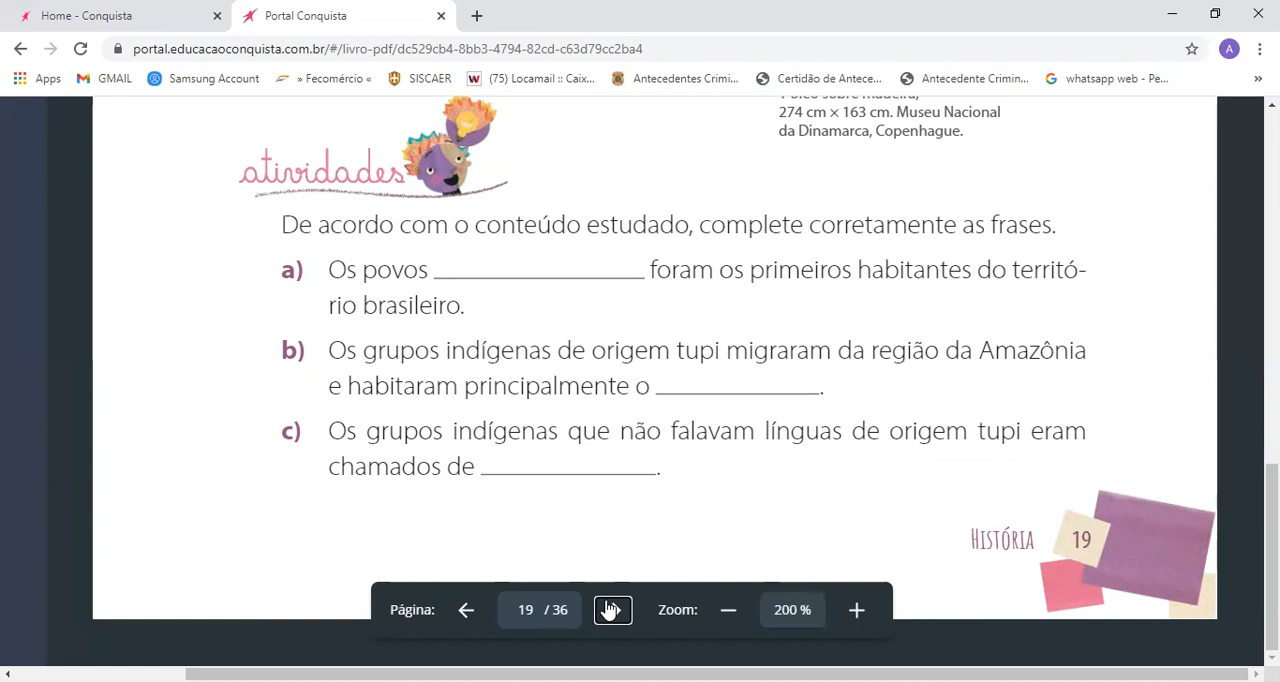 Home - Conquista
Portal Conquista
portal.educacaoconquista.com.br/#/livro-pdf/dc529cb4-8bb3-4794-82cd-c63d79cc2ba4
A
Apps GMAIL Samsung Account » Fecomércio « SISCAER (75) Locamail :: Caix... Antecedentes Crimi... Certidão de Antece... Antecedente Crimin... whatsapp web - Pe... »
274 cm × 163 cm. Museu Nacional
da Dinamarca, Copenhague.
atividades
De acordo com o conteúdo estudado, complete corretamente as frases.
a) Os povos ____________________ foram os primeiros habitantes do territó-
rio brasileiro.
b) Os grupos indígenas de origem tupi migraram da região da Amazônia
e habitaram principalmente o ________________.
c) Os grupos indígenas que não falavam línguas de origem tupi eram
chamados de _________________.
História 19
Página: 19 / 36 Zoom: 200 %